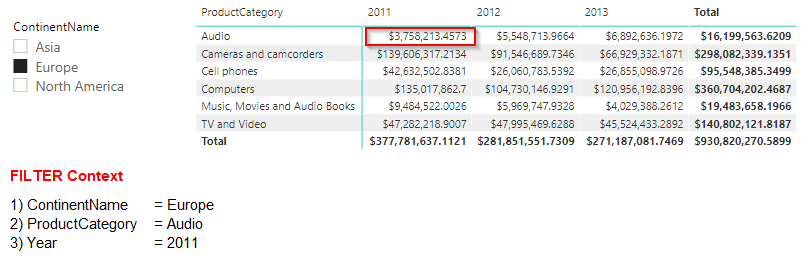 ContinentName
Asia
Europe
North America
ProductCategory 2011 2012 2013 Total
Audio $3,758,213.4573 $5,548,713.9664 $6,892,636.1972 $16,199,563.6209
Cameras and camcorders $139,606,317.2134 $91,546,689.7346 $66,929,332.1871 $298,082,339.1351
Cell phones $42,632,502.8381 $26,060,783.5392 $26,855,098.9726 $95,548,385.3499
Computers $135,017,862.7 $104,730,146.9291 $120,956,192.8396 $360,704,202.4687
Music, Movies and Audio Books $9,484,522.0026 $5,969,747.9328 $4,029,388.2612 $19,483,658.1966
TV and Video $47,282,218.9007 $47,995,469.6288 $45,524,433.2892 $140,802,121.8187
Total $377,781,637.1121 $281,851,551.7309 $271,187,081.7469 $930,820,270.5899
FILTER Context
1) ContinentName = Europe
2) ProductCategory = Audio
3) Year = 2011